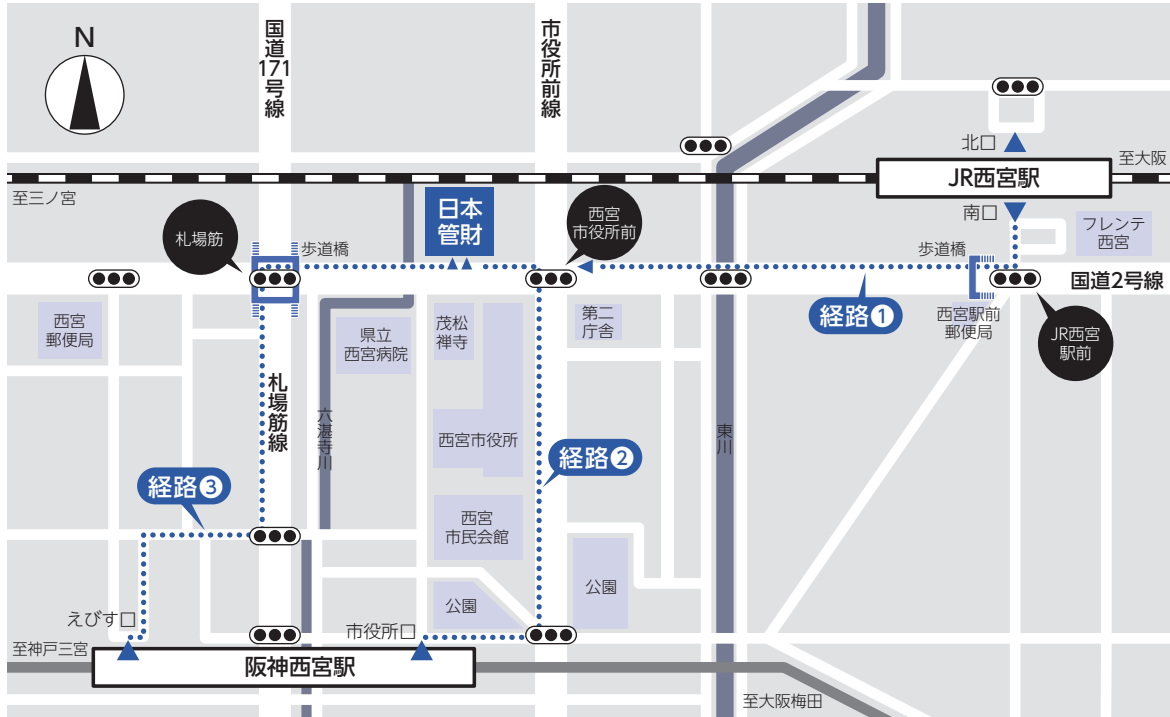 N
国道171号線
市役所前線
北口
至大阪
JR西宮駅
至三ノ宮
南口
日本
管財
西宮
市役所前
札場筋
歩道橋
歩道橋
フレンテ
西宮
国道2号線
経路❶
西宮駅前
郵便局
JR西宮
駅前
西宮
郵便局
県立
西宮病院
茂松
禅寺
第二
庁舎
札場筋線
六湛寺川
西宮市役所
東川
経路❷
経路❸
西宮
市民会館
公園
公園
えびす口
市役所口
至神戸三宮
阪神西宮駅
至大阪梅田